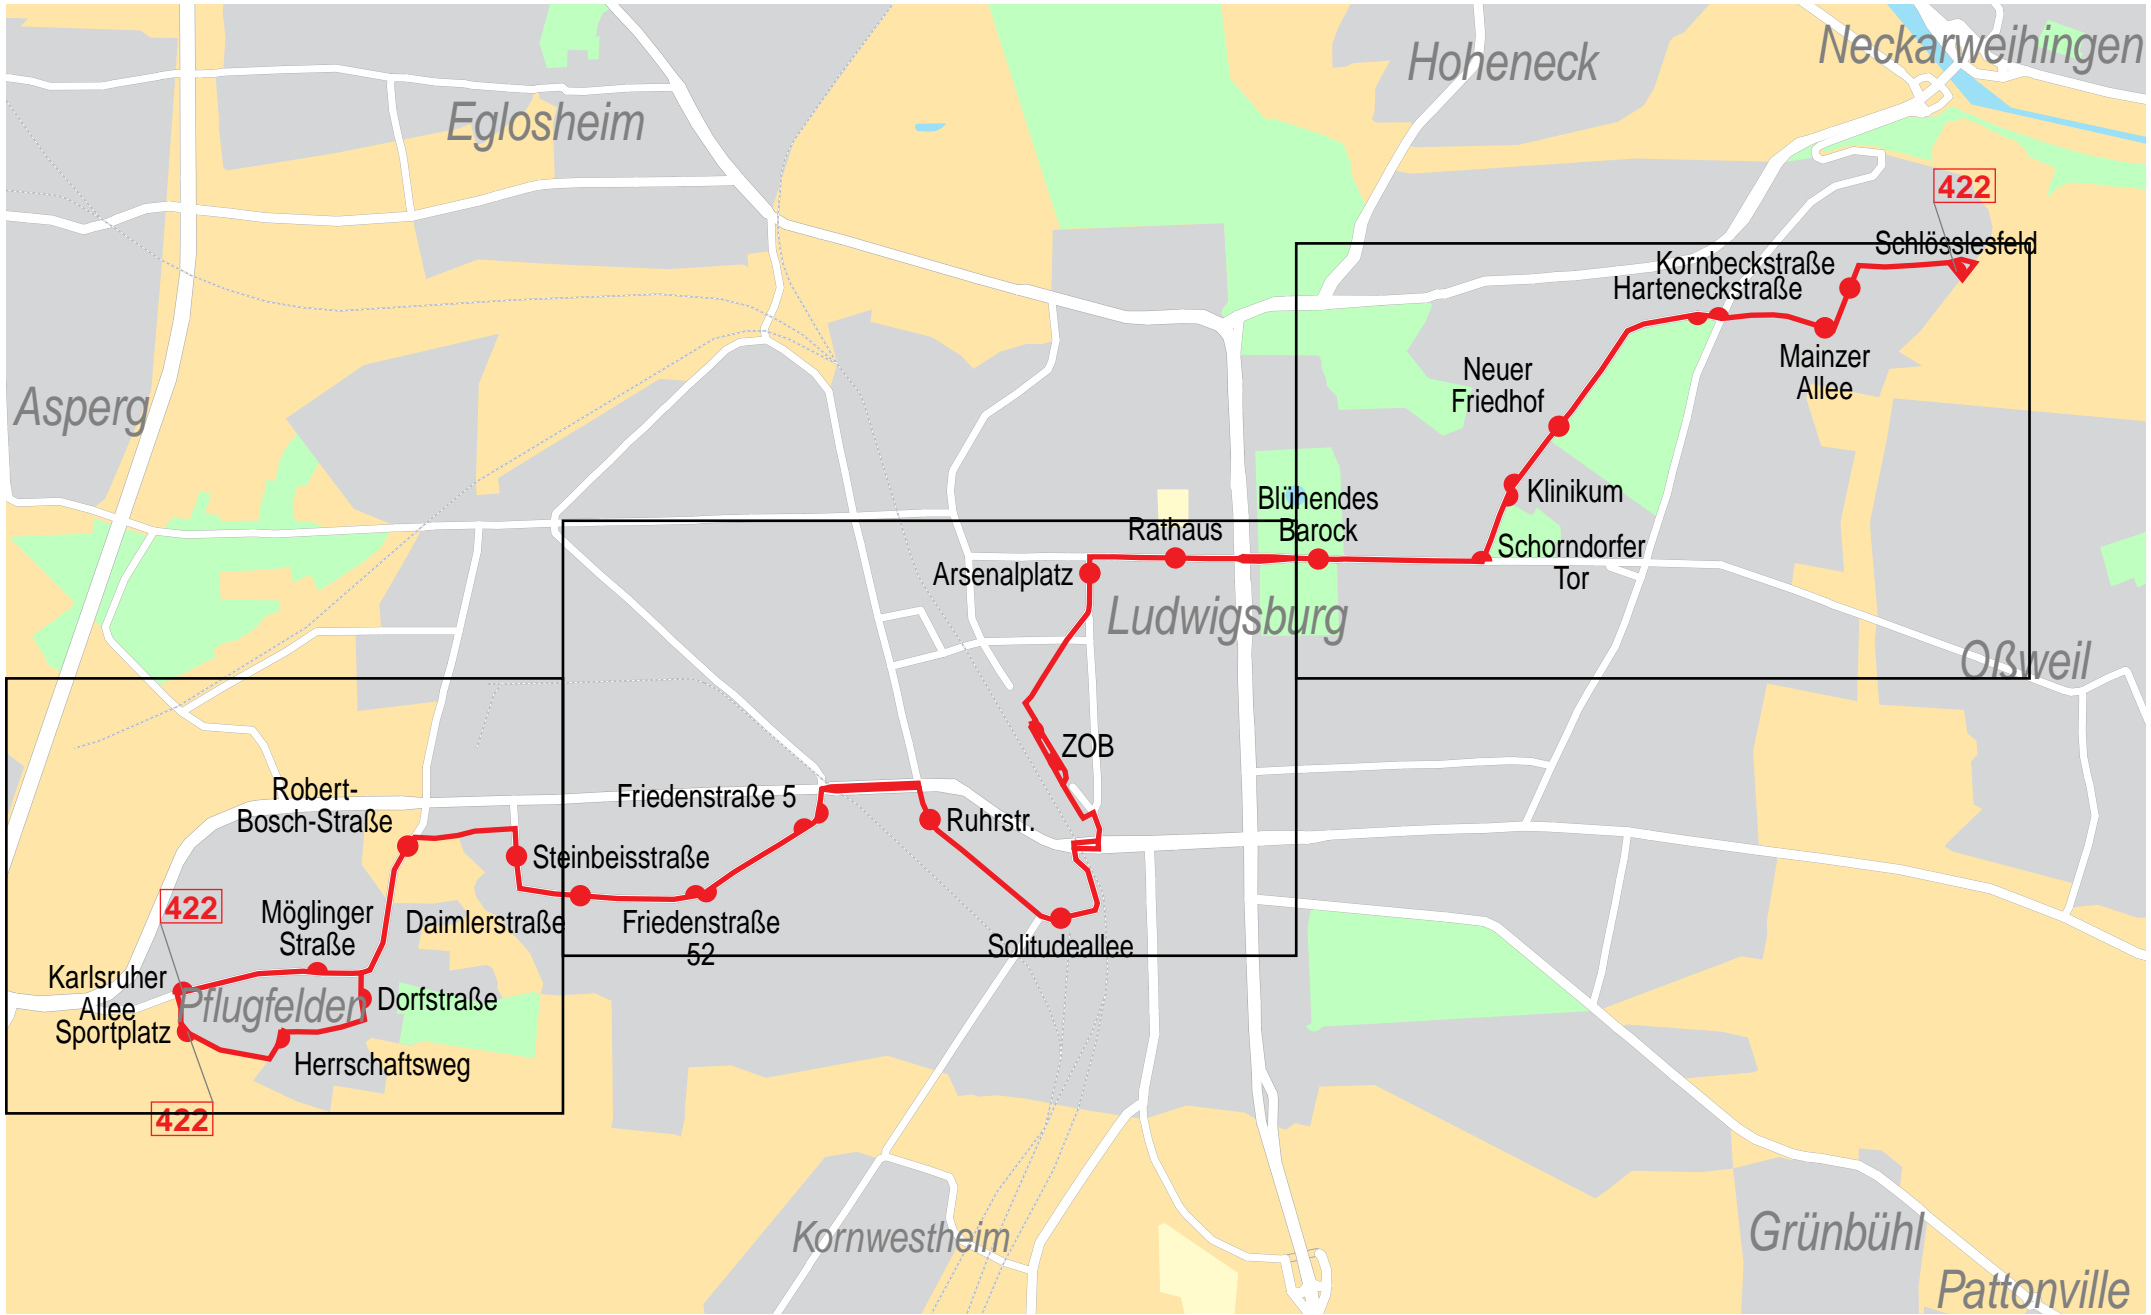 Neckarweihingen
Hoheneck
Eglosheim
422
Schlösslesfeld
Kornbeckstraße
Harteneckstraße
Mainzer
Allee
Neuer
Friedhof
Asperg
Klinikum
Blühendes
Barock
Rathaus
Schorndorfer
Tor
Arsenalplatz
Ludwigsburg
Oßweil
ZOB
Robert-
Bosch-Straße
Friedenstraße 5
Ruhrstr.
Steinbeisstraße
422
Möglinger
Straße
Daimlerstraße
Friedenstraße
52
Solitudeallee
Karlsruher
Allee
Sportplatz
Pflugfelden
Dorfstraße
Herrschaftsweg
422
Kornwestheim
Grünbühl
Pattonville